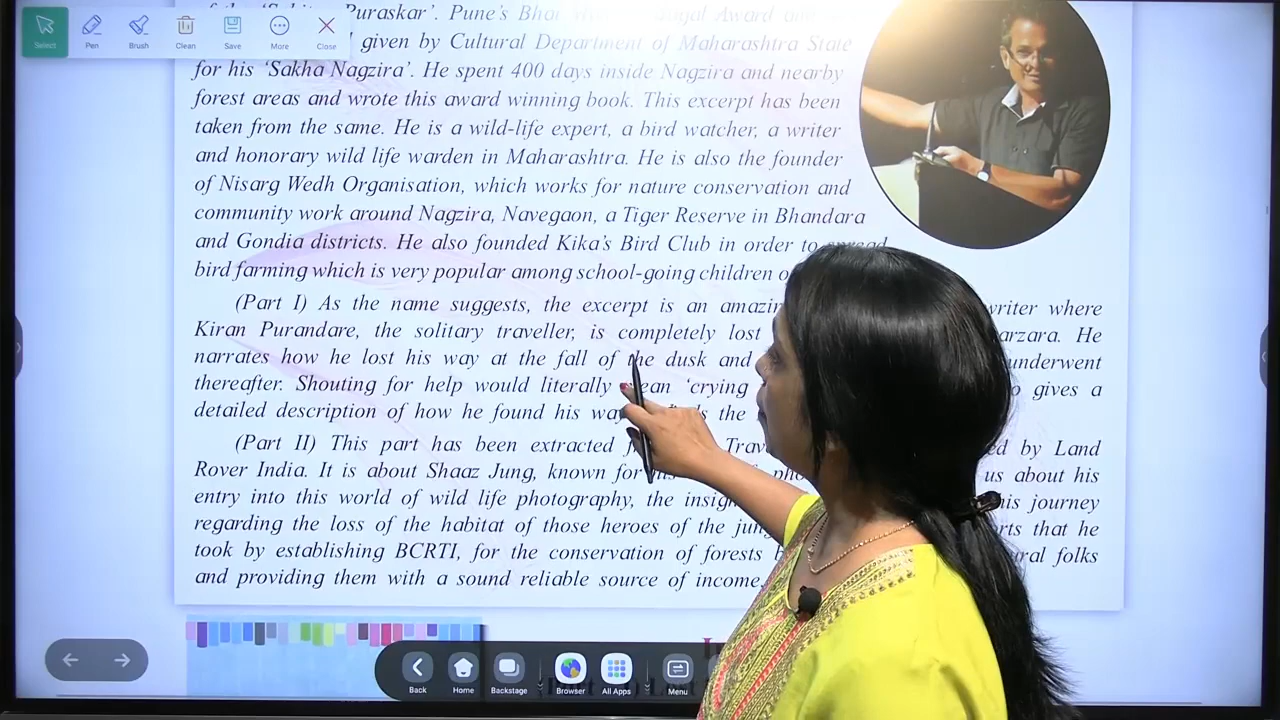 Puraskar'. Pune's
given by Cultural Department of Maharashtra State
for his 'Sakha Nagzira'. He spent 400 days inside Nagzira and nearby
forest areas and wrote this award winning book. This excerpt has been
taken from the same. He is a wild-life expert, a bird watcher, a writer
and honorary wild life warden in Maharashtra. He is also the founder
of Nisarg Wedh Organisation, which works for nature conservation and
community work around Nagzira, Navegaon, a Tiger Reserve in Bhandara
and Gondia districts. He also founded Kika's Bird Club in order to spread
bird farming which is very popular among school-going children
(Part I) As the name suggests, the excerpt is an writer where
Kiran Purandare, the solitary traveller, is completely lost He
narrates how he lost his way at the fall of the dusk and underwent
thereafter. Shouting for help would literally mean 'crying gives a
detailed description of how he found his way the
(Part II) This part has been extracted by Land
Rover India. It is about Shaaz Jung, known for us about his
entry into this world of wild life photography, the his journey
regarding the loss of the habitat of those heroes of the that he
took by establishing BCRTI, for the conservation of forests folks
and providing them with a sound reliable source of income.
Select
Pen
Brush
Clean
Save
More
Close
Back
Home
Backstage
Browser
All Apps
Menu